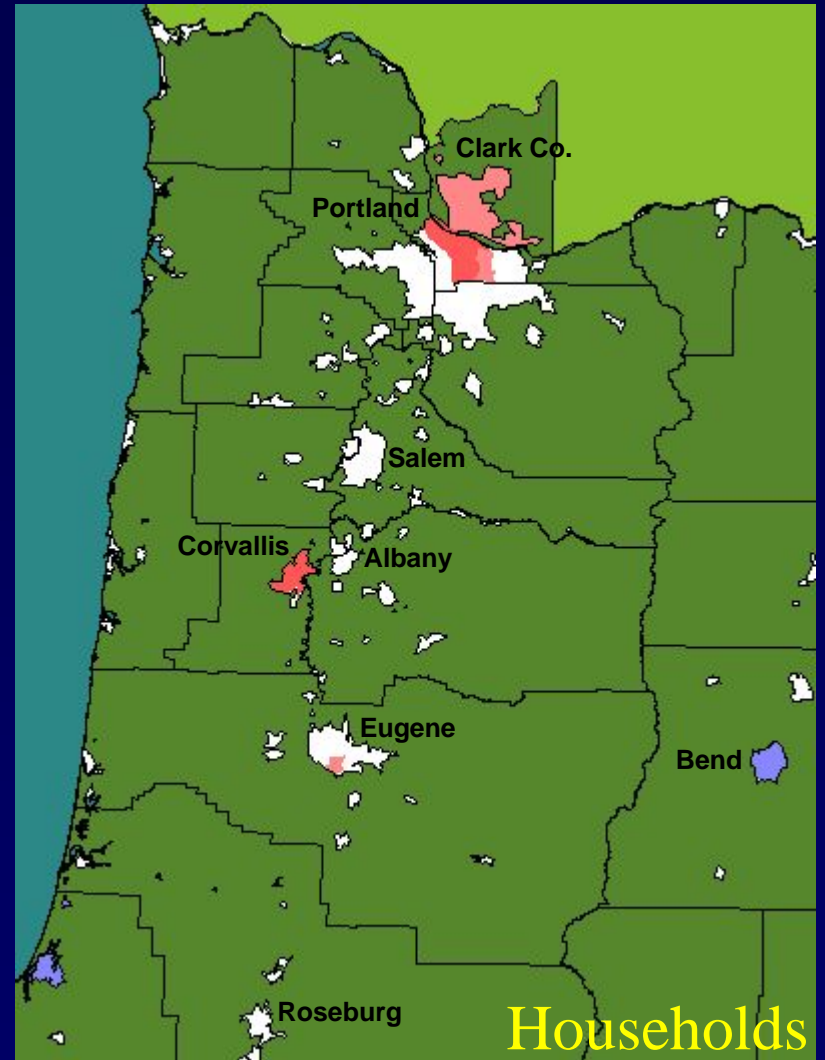 Clark Co.
Portland
Salem
Corvallis
Albany
Eugene
Bend
Roseburg
Households